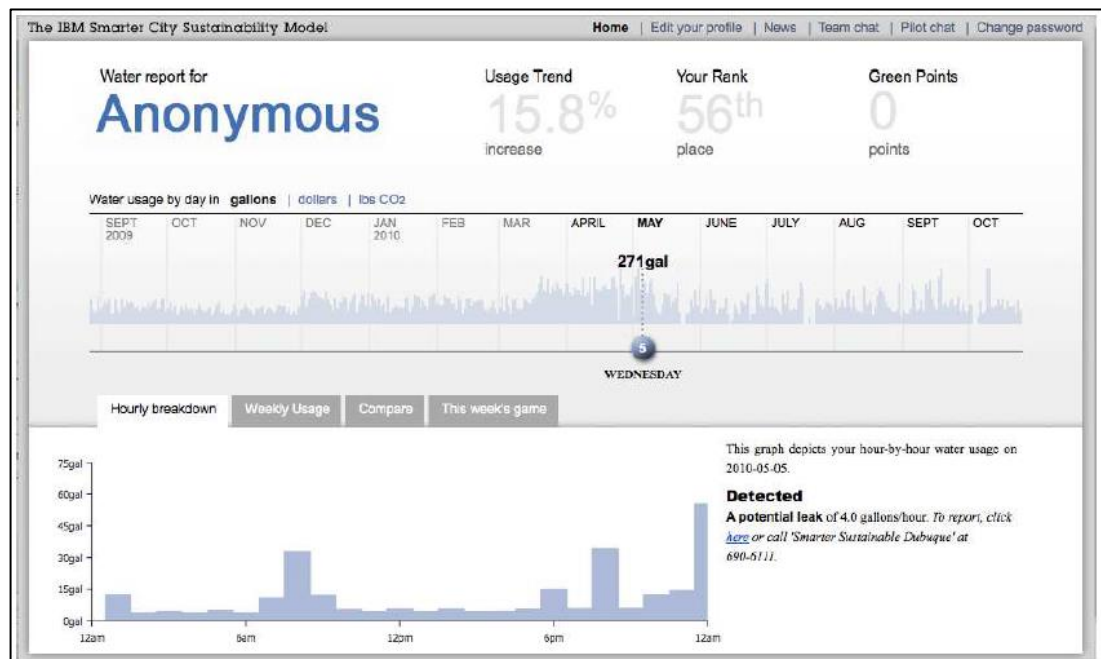 The IBM Smarter City Sustainability Model
Home | Edit your profile | News | Team chat | Pilot chat | Change password
Water report for
Anonymous
Usage Trend
15.8%
increase
Your Rank
56th
place
Green Points
0
points
Water usage by day in gallons | dollars | lbs CO2
SEPT 2009 OCT NOV DEC JAN 2010 FEB MAR APRIL MAY JUNE JULY AUG SEPT OCT
271gal
5
WEDNESDAY
Hourly breakdown Weekly Usage Compare This week's game
75gal
60gal
45gal
30gal
15gal
0gal
12am 6am 12pm 6pm 12am
This graph depicts your hour-by-hour water usage on
2010-05-05.
Detected
A potential leak of 4.0 gallons/hour. To report, click
here or call 'Smarter Sustainable Dubuque' at
690-6111.